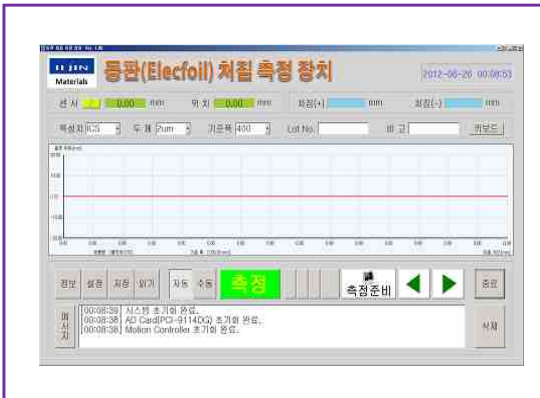 ILJIN
Materials
동판(Elecfoil) 처짐 측정 장치
2012-06-26 00:08:53
센 서 0.00 mm 위 치 0.00 mm 처짐(+) mm 처짐(-) mm
특성치 ICS 두 께 2um 기준폭 400 Lot No. 비 고 키보드
정보 설정 저장 읽기 자동 수동 측정 측정준비 종료
메시지
[00:08:39] 시스템 초기화 완료.
[00:08:38] AD Card(PCI-9114DG) 초기화 완료.
[00:08:38] Motion Controller 초기화 완료.
삭제